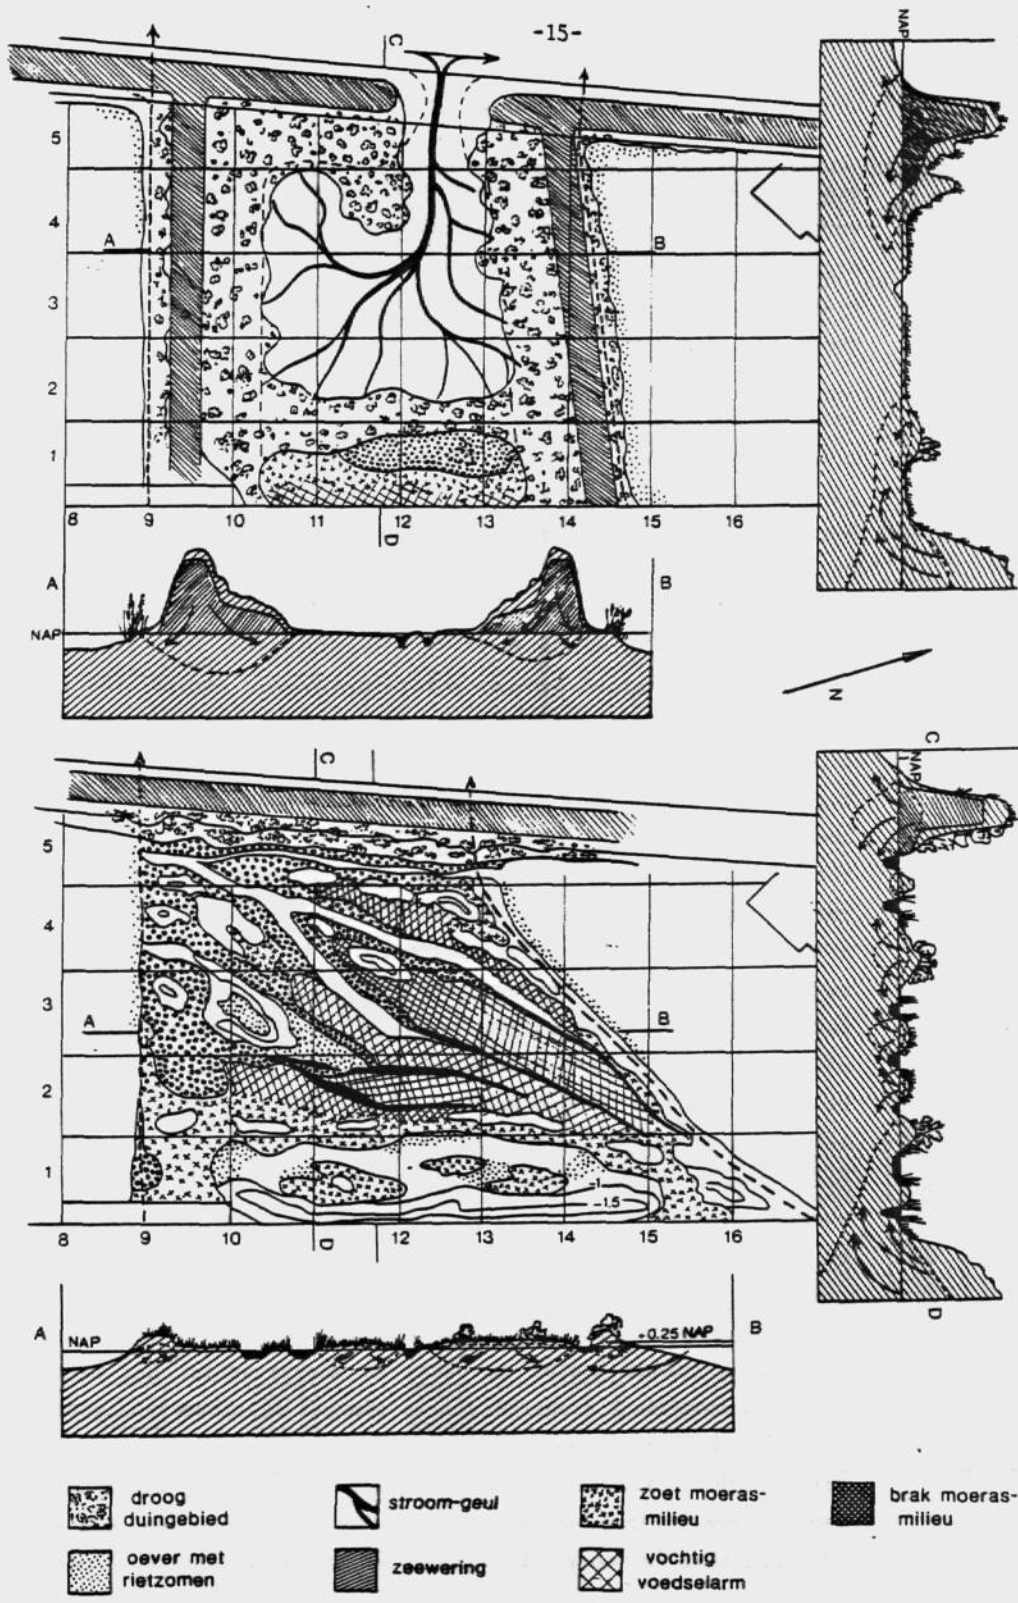 -15-
C
NAP
5
4
A
B
3
2
1
8 9 10 11 12 13 14 15 16
D
A
B
NAP
N
C
C
NAP
A
A
5
4
3
A
B
2
1
-1
-1.5
8 9 10 12 13 14 15 16
D
D
A
NAP
+0.25 NAP
B
droog
duingebied
stroom-geul
zoet moeras-
milieu
brak moeras-
milieu
oever met
rietzomen
zeewering
vochtig
voedselarm